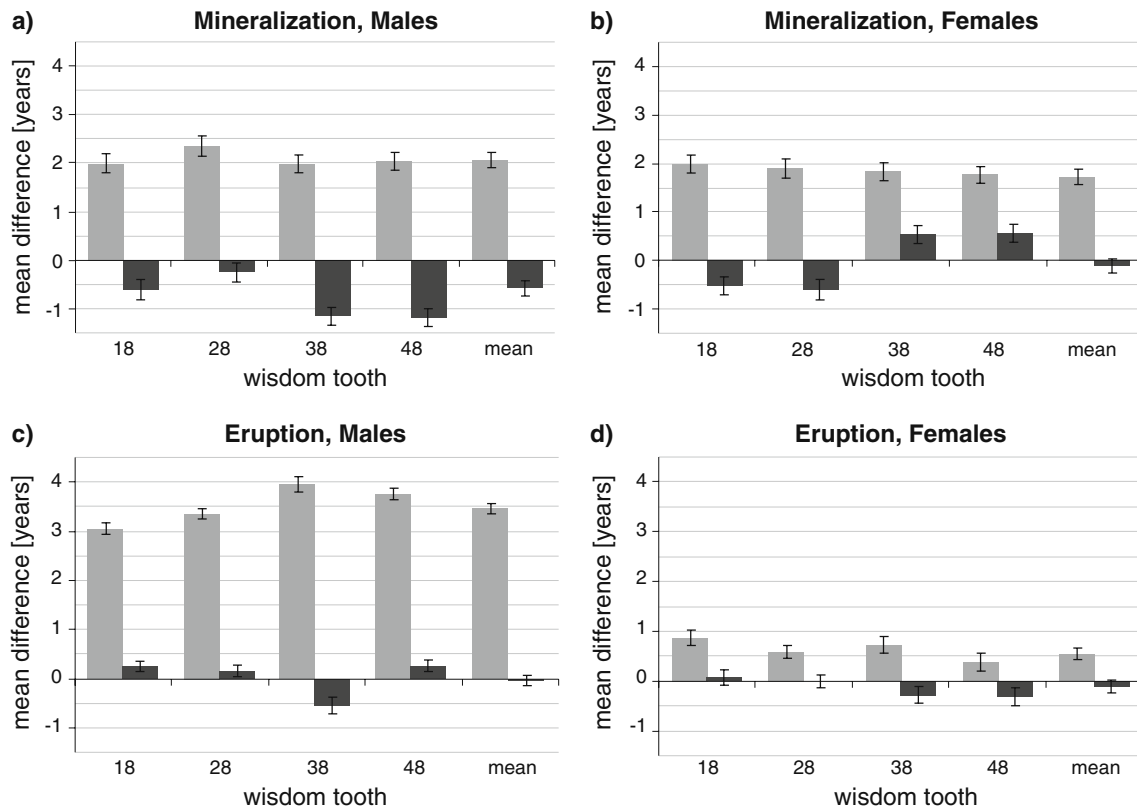 a) Mineralization, Males
mean difference [years]
4
3
2
1
0
-1
18 28 38 48 mean
wisdom tooth
b) Mineralization, Females
mean difference [years]
4
3
2
1
0
-1
18 28 38 48 mean
wisdom tooth
c) Eruption, Males
mean difference [years]
4
3
2
1
0
-1
18 28 38 48 mean
wisdom tooth
d) Eruption, Females
mean difference [years]
4
3
2
1
0
-1
18 28 38 48 mean
wisdom tooth